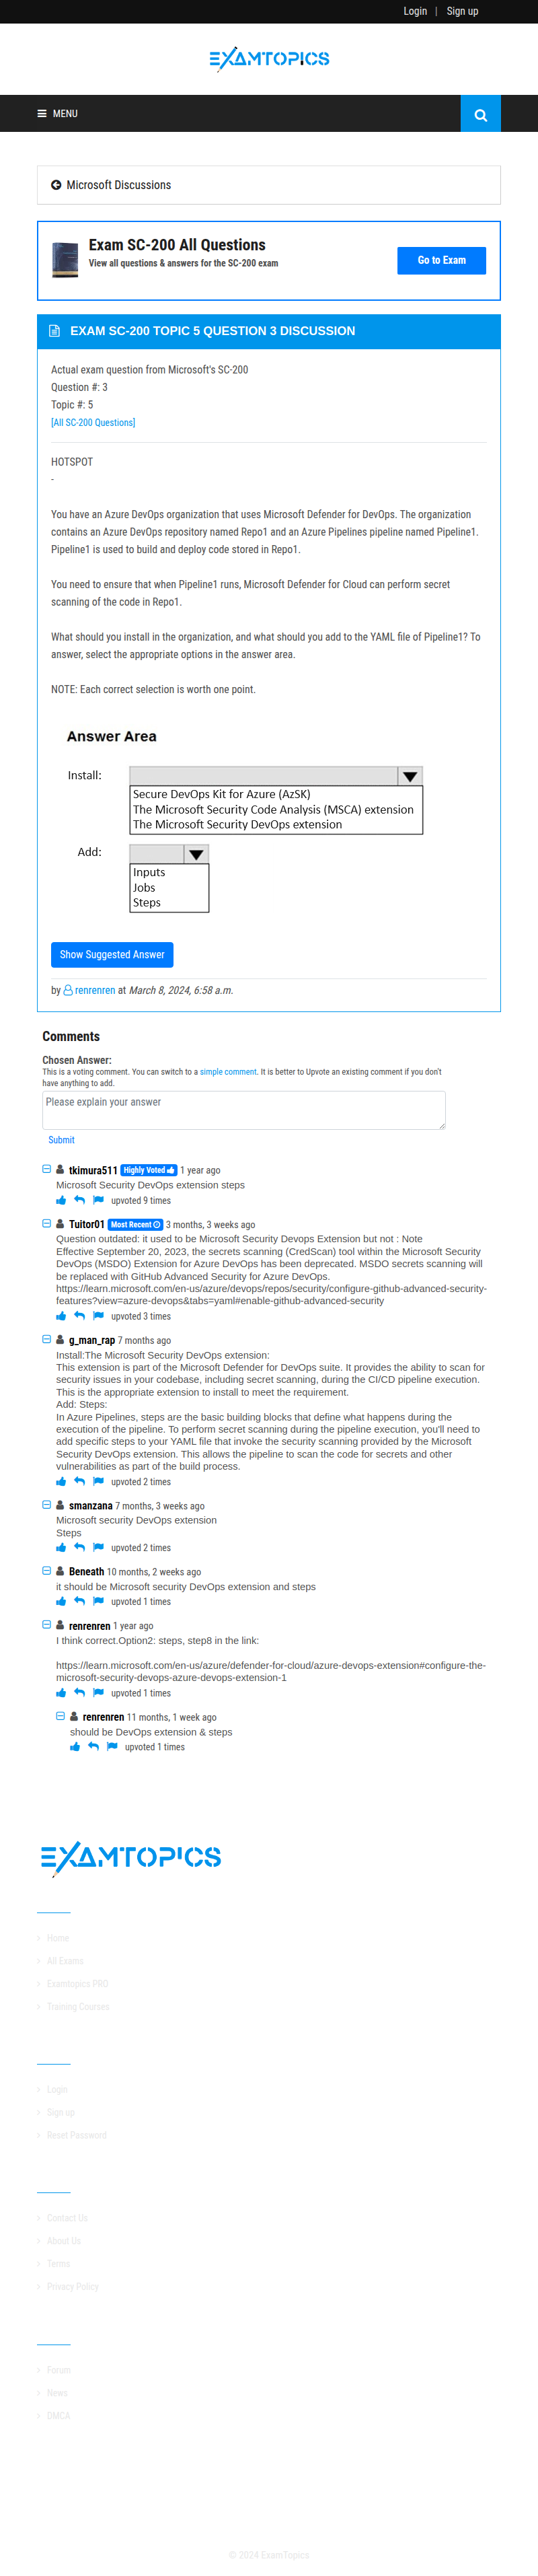 Login | Sign up
EXAMTOPICS
MENU
Microsoft Discussions
Exam SC-200 All Questions
View all questions & answers for the SC-200 exam
Go to Exam
EXAM SC-200 TOPIC 5 QUESTION 3 DISCUSSION
Actual exam question from Microsoft's SC-200
Question #: 3
Topic #: 5
[All SC-200 Questions]
HOTSPOT
-
You have an Azure DevOps organization that uses Microsoft Defender for DevOps. The organization
contains an Azure DevOps repository named Repo1 and an Azure Pipelines pipeline named Pipeline1.
Pipeline1 is used to build and deploy code stored in Repo1.
You need to ensure that when Pipeline1 runs, Microsoft Defender for Cloud can perform secret
scanning of the code in Repo1.
What should you install in the organization, and what should you add to the YAML file of Pipeline1? To
answer, select the appropriate options in the answer area.
NOTE: Each correct selection is worth one point.
Answer Area
Install:
Secure DevOps Kit for Azure (AzSK)
The Microsoft Security Code Analysis (MSCA) extension
The Microsoft Security DevOps extension
Add:
Inputs
Jobs
Steps
Show Suggested Answer
by renrenren at March 8, 2024, 6:58 a.m.
Comments
Chosen Answer:
This is a voting comment. You can switch to a simple comment. It is better to Upvote an existing comment if you don't
have anything to add.
Please explain your answer
Submit
tkimura511 Highly Voted 1 year ago
Microsoft Security DevOps extension steps
upvoted 9 times
Tuitor01 Most Recent 3 months, 3 weeks ago
Question outdated: it used to be Microsoft Security Devops Extension but not : Note
Effective September 20, 2023, the secrets scanning (CredScan) tool within the Microsoft Security
DevOps (MSDO) Extension for Azure DevOps has been deprecated. MSDO secrets scanning will
be replaced with GitHub Advanced Security for Azure DevOps.
https://learn.microsoft.com/en-us/azure/devops/repos/security/configure-github-advanced-security-
features?view=azure-devops&tabs=yaml#enable-github-advanced-security
upvoted 3 times
g_man_rap 7 months ago
Install:The Microsoft Security DevOps extension:
This extension is part of the Microsoft Defender for DevOps suite. It provides the ability to scan for
security issues in your codebase, including secret scanning, during the CI/CD pipeline execution.
This is the appropriate extension to install to meet the requirement.
Add: Steps:
In Azure Pipelines, steps are the basic building blocks that define what happens during the
execution of the pipeline. To perform secret scanning during the pipeline execution, you'll need to
add specific steps to your YAML file that invoke the security scanning provided by the Microsoft
Security DevOps extension. This allows the pipeline to scan the code for secrets and other
vulnerabilities as part of the build process.
upvoted 2 times
smanzana 7 months, 3 weeks ago
Microsoft security DevOps extension
Steps
upvoted 2 times
Beneath 10 months, 2 weeks ago
it should be Microsoft security DevOps extension and steps
upvoted 1 times
renrenren 1 year ago
I think correct.Option2: steps, step8 in the link:
https://learn.microsoft.com/en-us/azure/defender-for-cloud/azure-devops-extension#configure-the-
microsoft-security-devops-azure-devops-extension-1
upvoted 1 times
renrenren 11 months, 1 week ago
should be DevOps extension & steps
upvoted 1 times
EXAMTOPICS
Home
All Exams
Examtopics PRO
Training Courses
Login
Sign up
Reset Password
Contact Us
About Us
Terms
Privacy Policy
Forum
News
DMCA
© 2024 ExamTopics